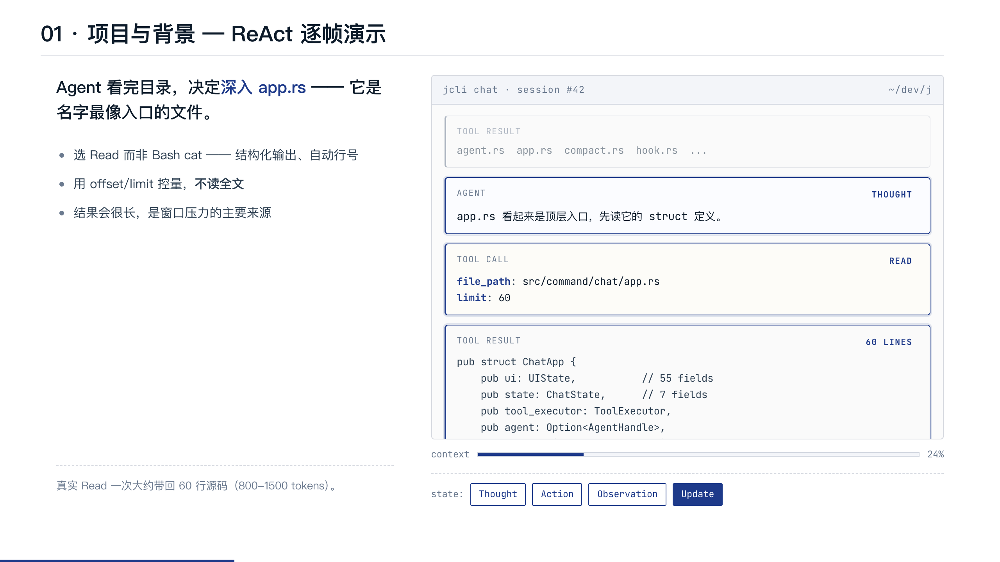 01 · 项目与背景 — ReAct 逐帧演示
Agent 看完目录，决定深入 app.rs —— 它是
名字最像入口的文件。
选 Read 而非 Bash cat —— 结构化输出、自动行号
用 offset/limit 控量，不读全文
结果会很长，是窗口压力的主要来源
真实 Read 一次大约带回 60 行源码（800–1500 tokens）。
jcli chat · session #42 ~/dev/j
TOOL RESULT
agent.rs  app.rs  compact.rs  hook.rs  ...
AGENT THOUGHT
app.rs 看起来是顶层入口，先读它的 struct 定义。
TOOL CALL READ
file_path: src/command/chat/app.rs
limit: 60
TOOL RESULT 60 LINES
pub struct ChatApp {
    pub ui: UIState,           // 55 fields
    pub state: ChatState,      // 7 fields
    pub tool_executor: ToolExecutor,
    pub agent: Option<AgentHandle>,
context 24%
state: Thought Action Observation Update